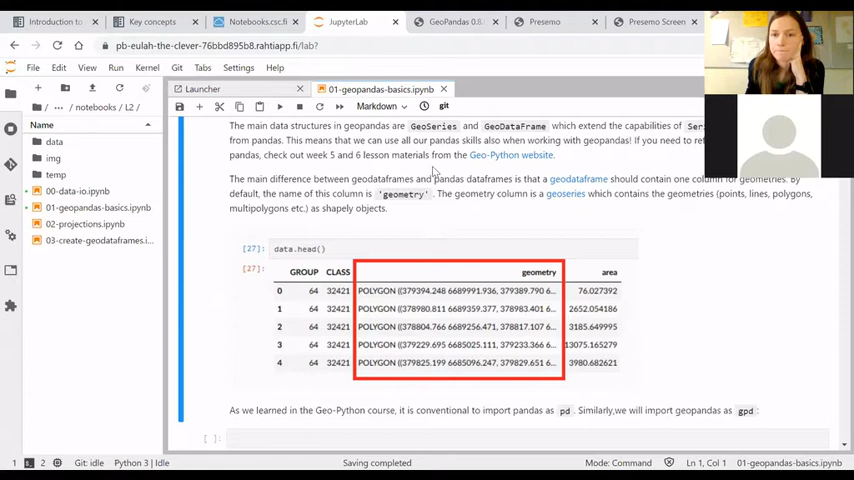 Introduction to
Key concepts
Notebooks.csc.fi
JupyterLab
GeoPandas 0.8.
Presemo
Presemo Screen
pb-eulah-the-clever-76bbd895b8.rahtiapp.fi/lab?
File Edit View Run Kernel Git Tabs Settings Help
Launcher
01-geopandas-basics.ipynb
Markdown
git
/ ··· / notebooks / L2 /
Name
data
img
temp
00-data-io.ipynb
01-geopandas-basics.ipynb
02-projections.ipynb
03-create-geodataframes.i...
The main data structures in geopandas are GeoSeries and GeoDataFrame which extend the capabilities of Ser
from pandas. This means that we can use all our pandas skills also when working with geopandas! If you need to re
pandas, check out week 5 and 6 lesson materials from the Geo-Python website.
The main difference between geodataframes and pandas dataframes is that a geodataframe should contain one column for geometries. By
default, the name of this column is 'geometry'. The geometry column is a geoseries which contains the geometries (points, lines, polygons,
multipolygons etc.) as shapely objects.
[27]: data.head()
[27]: GROUP CLASS geometry area
0 64 32421 POLYGON ((379394.248 6689991.936, 379389.790 6... 76.027392
1 64 32421 POLYGON ((378980.811 6689359.377, 378983.401 6... 2652.054186
2 64 32421 POLYGON ((378804.766 6689256.471, 378817.107 6... 3185.649995
3 64 32421 POLYGON ((379229.695 6685025.111, 379233.366 6... 13075.165279
4 64 32421 POLYGON ((379825.199 6685096.247, 379829.651 6... 3980.682621
As we learned in the Geo-Python course, it is conventional to import pandas as pd. Similarly,we will import geopandas as gpd:
[ ]:
1 2 Git: idle Python 3 | Idle Saving completed Mode: Command Ln 1, Col 1 01-geopandas-basics.ipynb